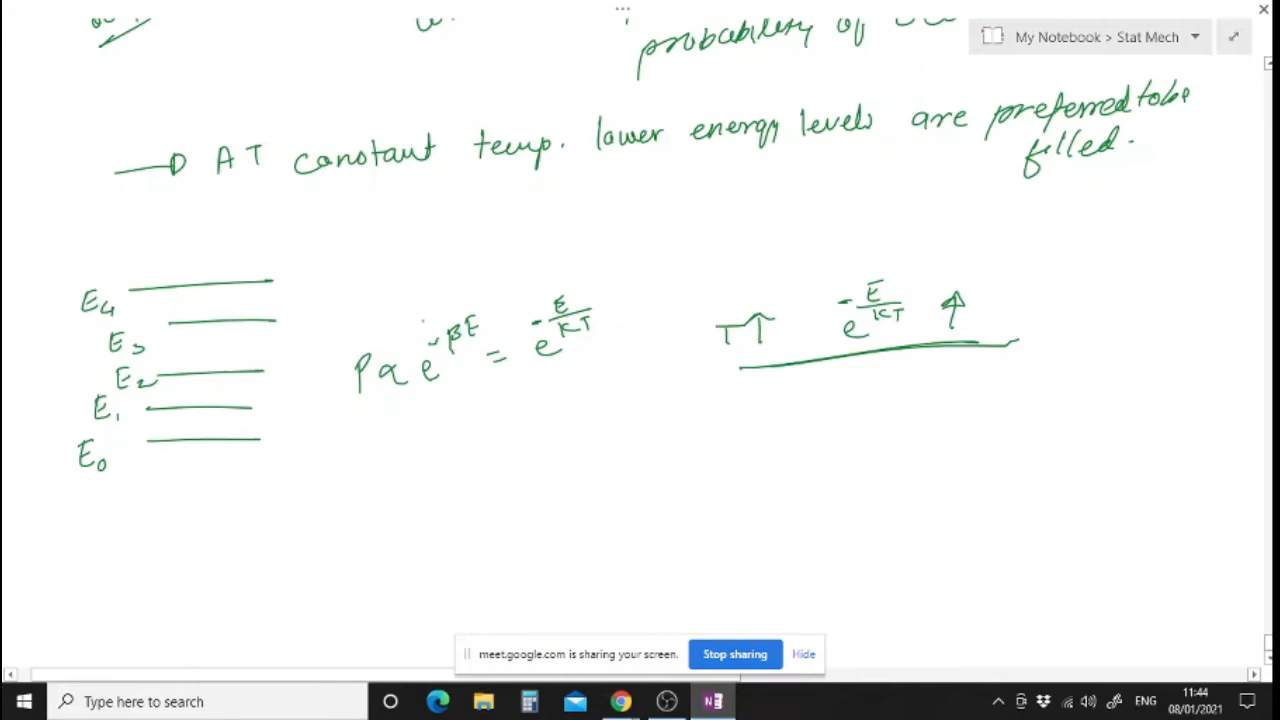 probability of
My Notebook > Stat Mech
→ AT constant temp. lower energy levels are preferred to be
filled.
E4
E3
E2
E1
E0
P ∝ e^-βE = e^-E/KT
T↑ e^-E/KT ↑
meet.google.com is sharing your screen. Stop sharing Hide
Type here to search
ENG
11:44
08/01/2021